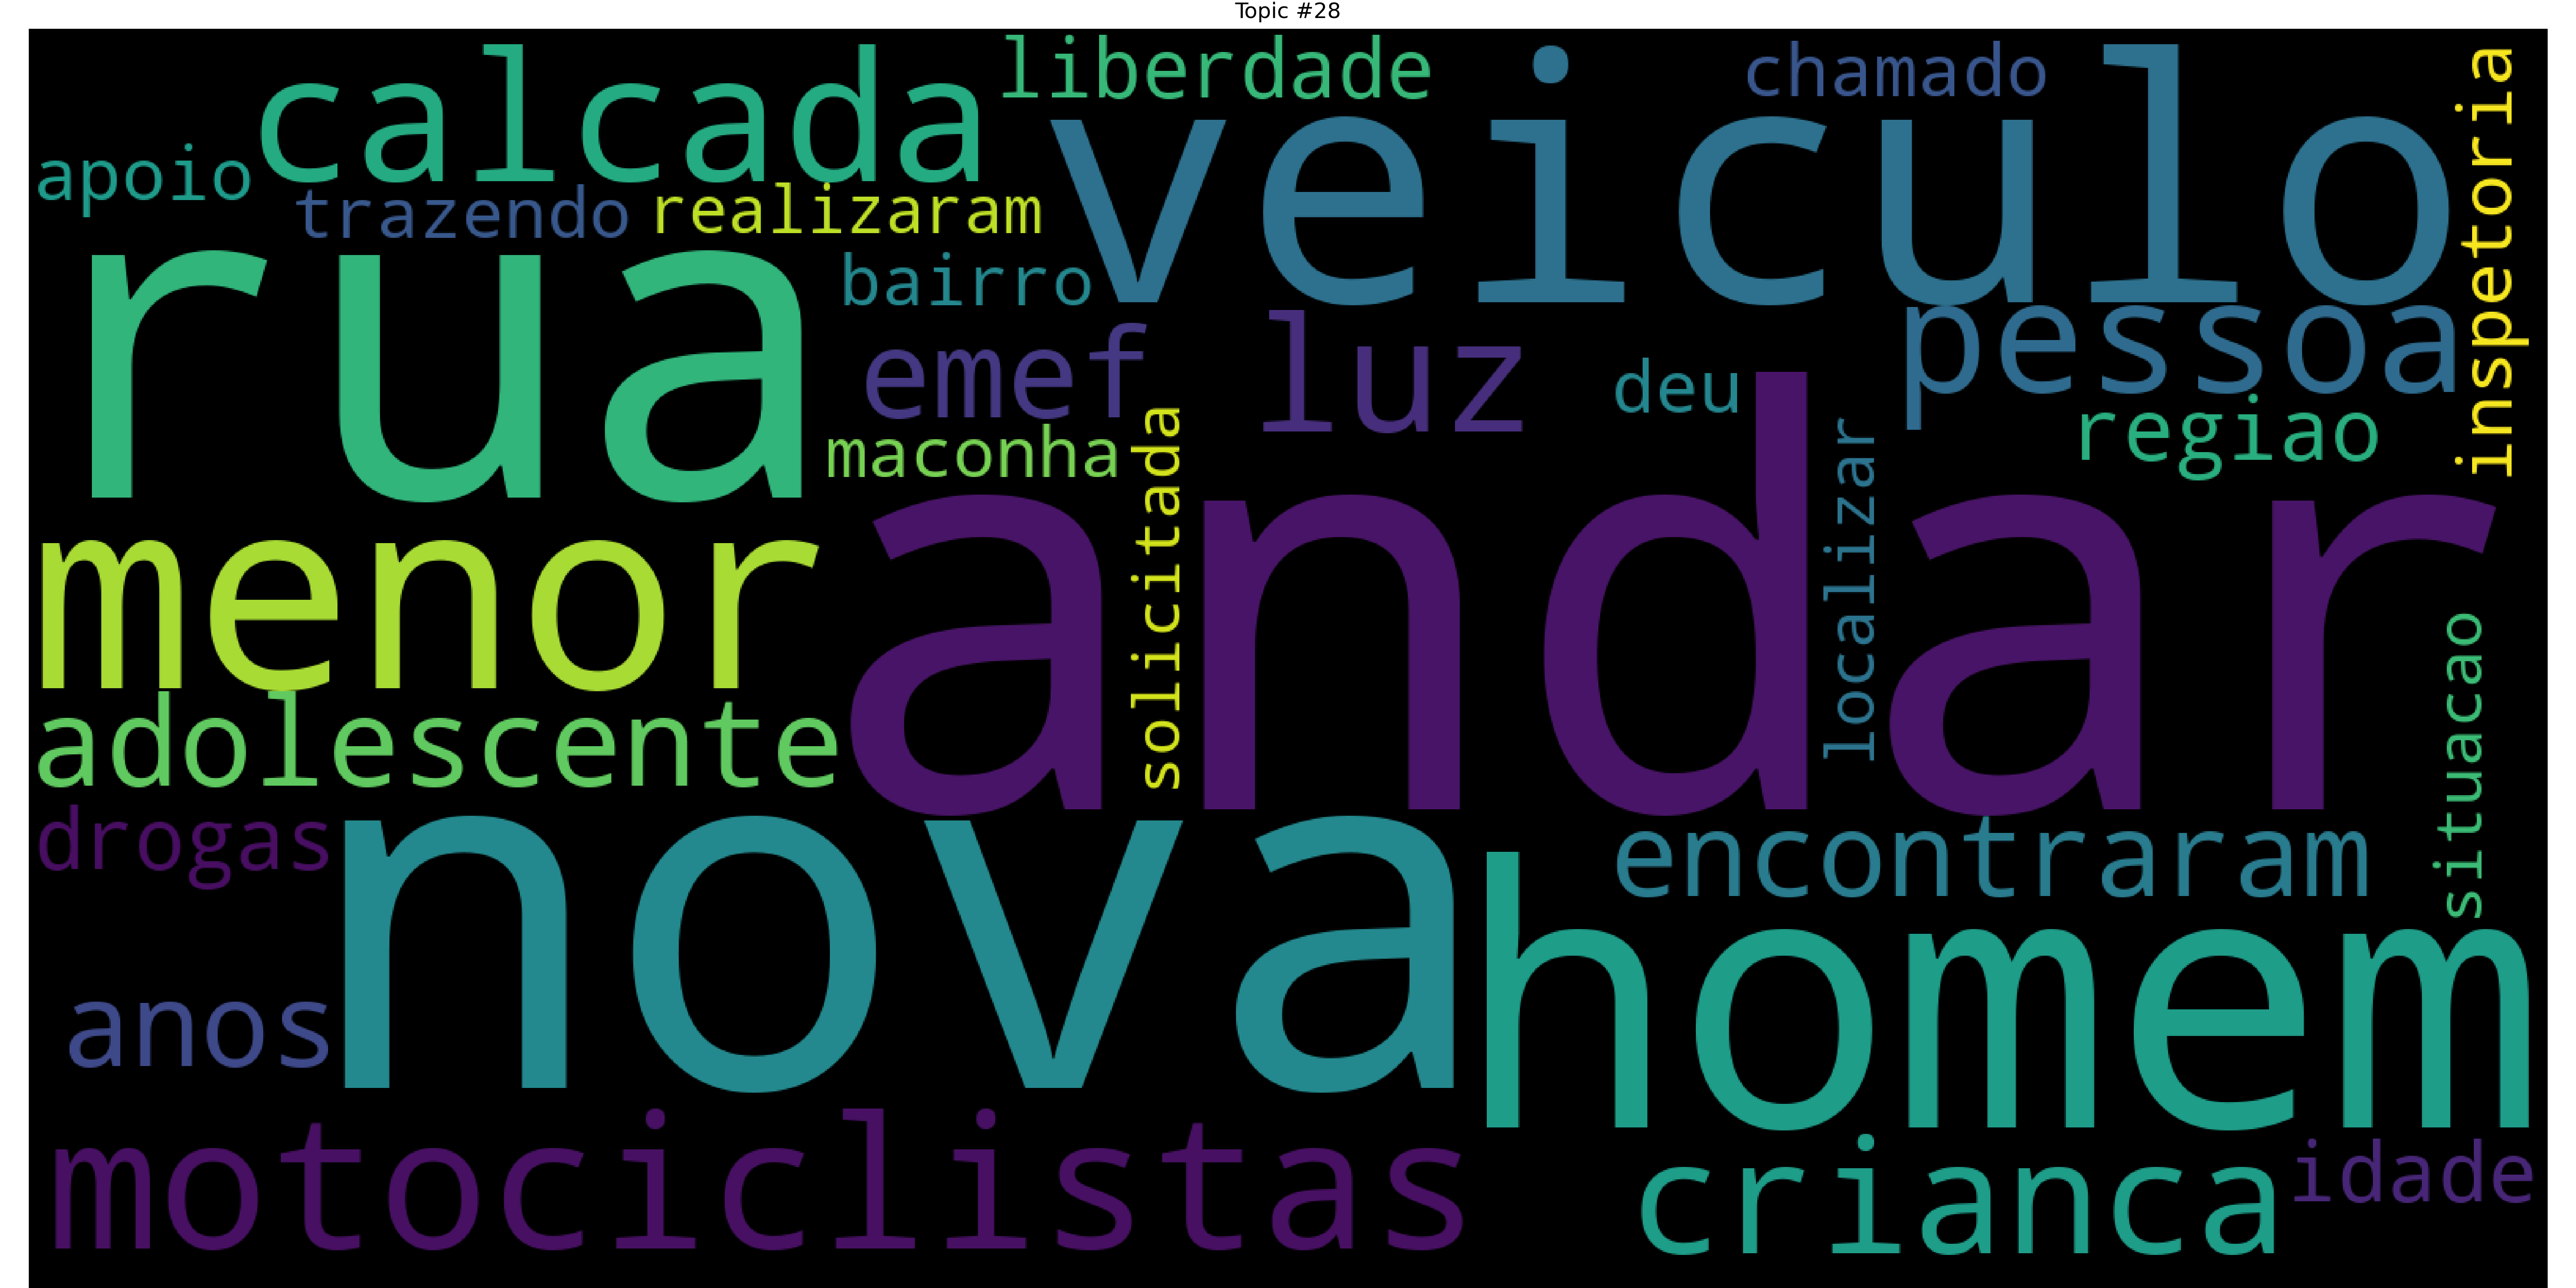 Topic #28
calcada
liberdade
veiculo
chamado
inspetoria
apoio
trazendo
realizaram
rua
bairro
pessoa
emef
luz
deu
regiao
maconha
solicitada
localizar
menor
andar
adolescente
situacao
drogas
nova
encontraram
homem
anos
motociclistas
crianca
idade